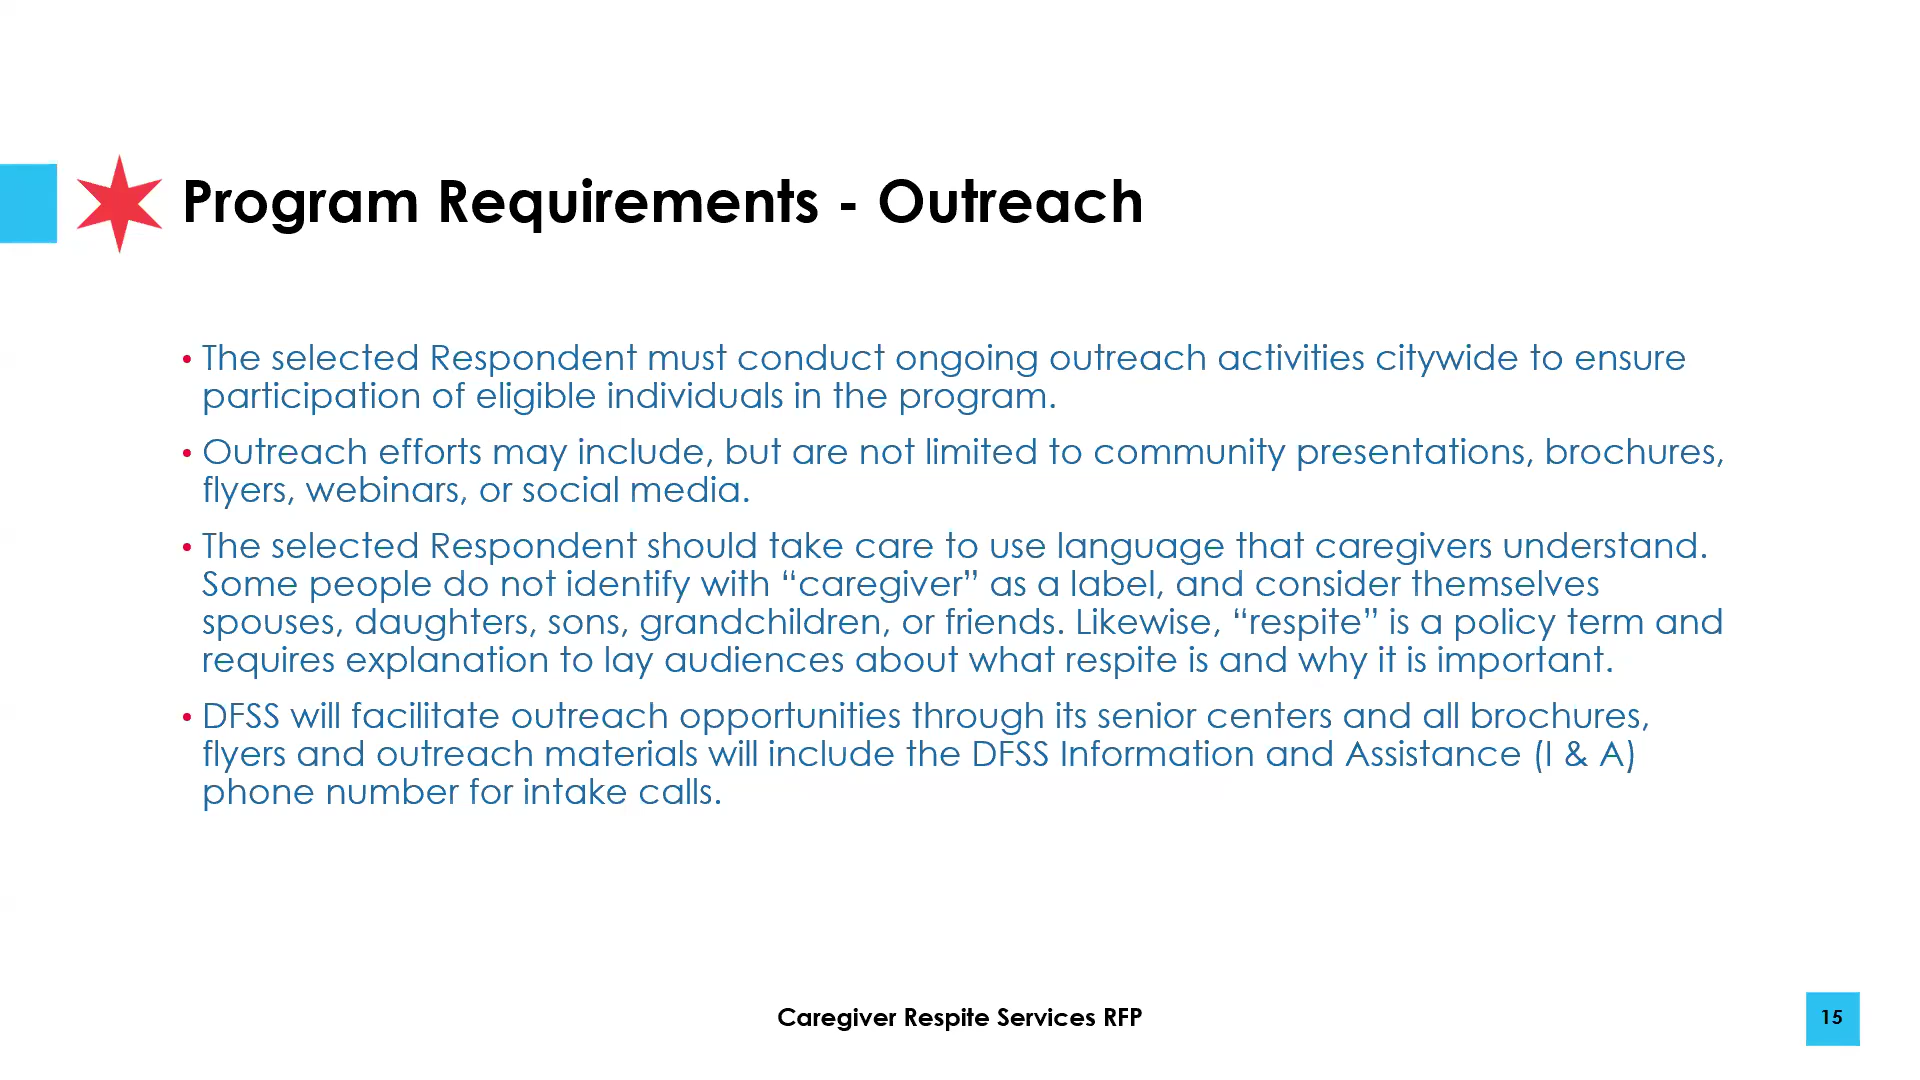 Program Requirements - Outreach
• The selected Respondent must conduct ongoing outreach activities citywide to ensure
participation of eligible individuals in the program.
• Outreach efforts may include, but are not limited to community presentations, brochures,
flyers, webinars, or social media.
• The selected Respondent should take care to use language that caregivers understand.
Some people do not identify with “caregiver” as a label, and consider themselves
spouses, daughters, sons, grandchildren, or friends. Likewise, “respite” is a policy term and
requires explanation to lay audiences about what respite is and why it is important.
• DFSS will facilitate outreach opportunities through its senior centers and all brochures,
flyers and outreach materials will include the DFSS Information and Assistance (I & A)
phone number for intake calls.
Caregiver Respite Services RFP
15